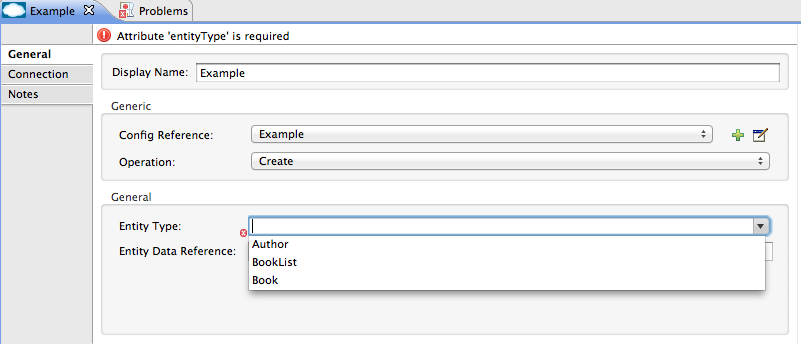 Example
Problems
Attribute 'entityType' is required
General
Connection
Notes
Display Name: Example
Generic
Config Reference: Example
Operation: Create
General
Entity Type:
Entity Data Reference:
Author
BookList
Book